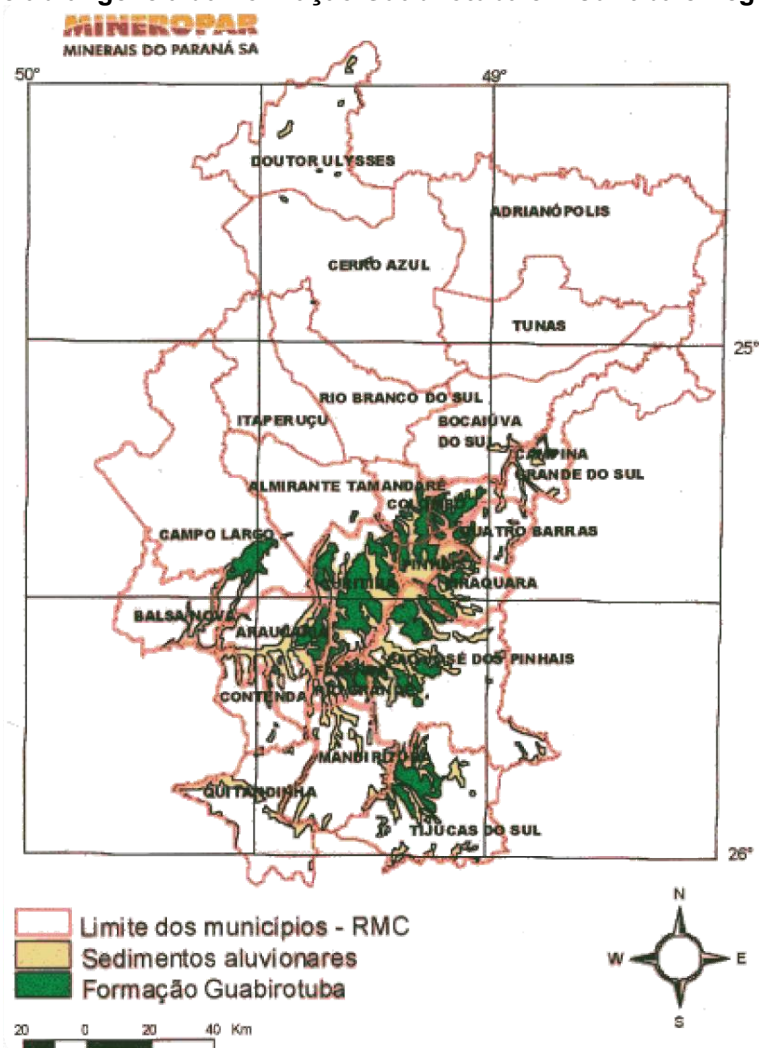 MINEROPAR
MINERAIS DO PARANÁ SA
50°
49°
DOUTOR ULYSSES
ADRIANÓPOLIS
CERRO AZUL
TUNAS
25°
RIO BRANCO DO SUL
ITAPERUÇU
BOCAIÚVA
DO SUL
CAMPINA
GRANDE DO SUL
ALMIRANTE TAMANDARÉ
COLOMBO
QUATRO BARRAS
CAMPO LARGO
PINHAIS
CURITIBA
PIRAQUARA
BALSA NOVA
ARAUCÁRIA
SÃO JOSÉ DOS PINHAIS
CONTENDA
RIO GRANDE
MANDIRITUBA
QUITANDINHA
TIJUCAS DO SUL
26°
Limite dos municípios - RMC
Sedimentos aluvionares
Formação Guabirotuba
N
W
E
S
20 0 20 40 Km